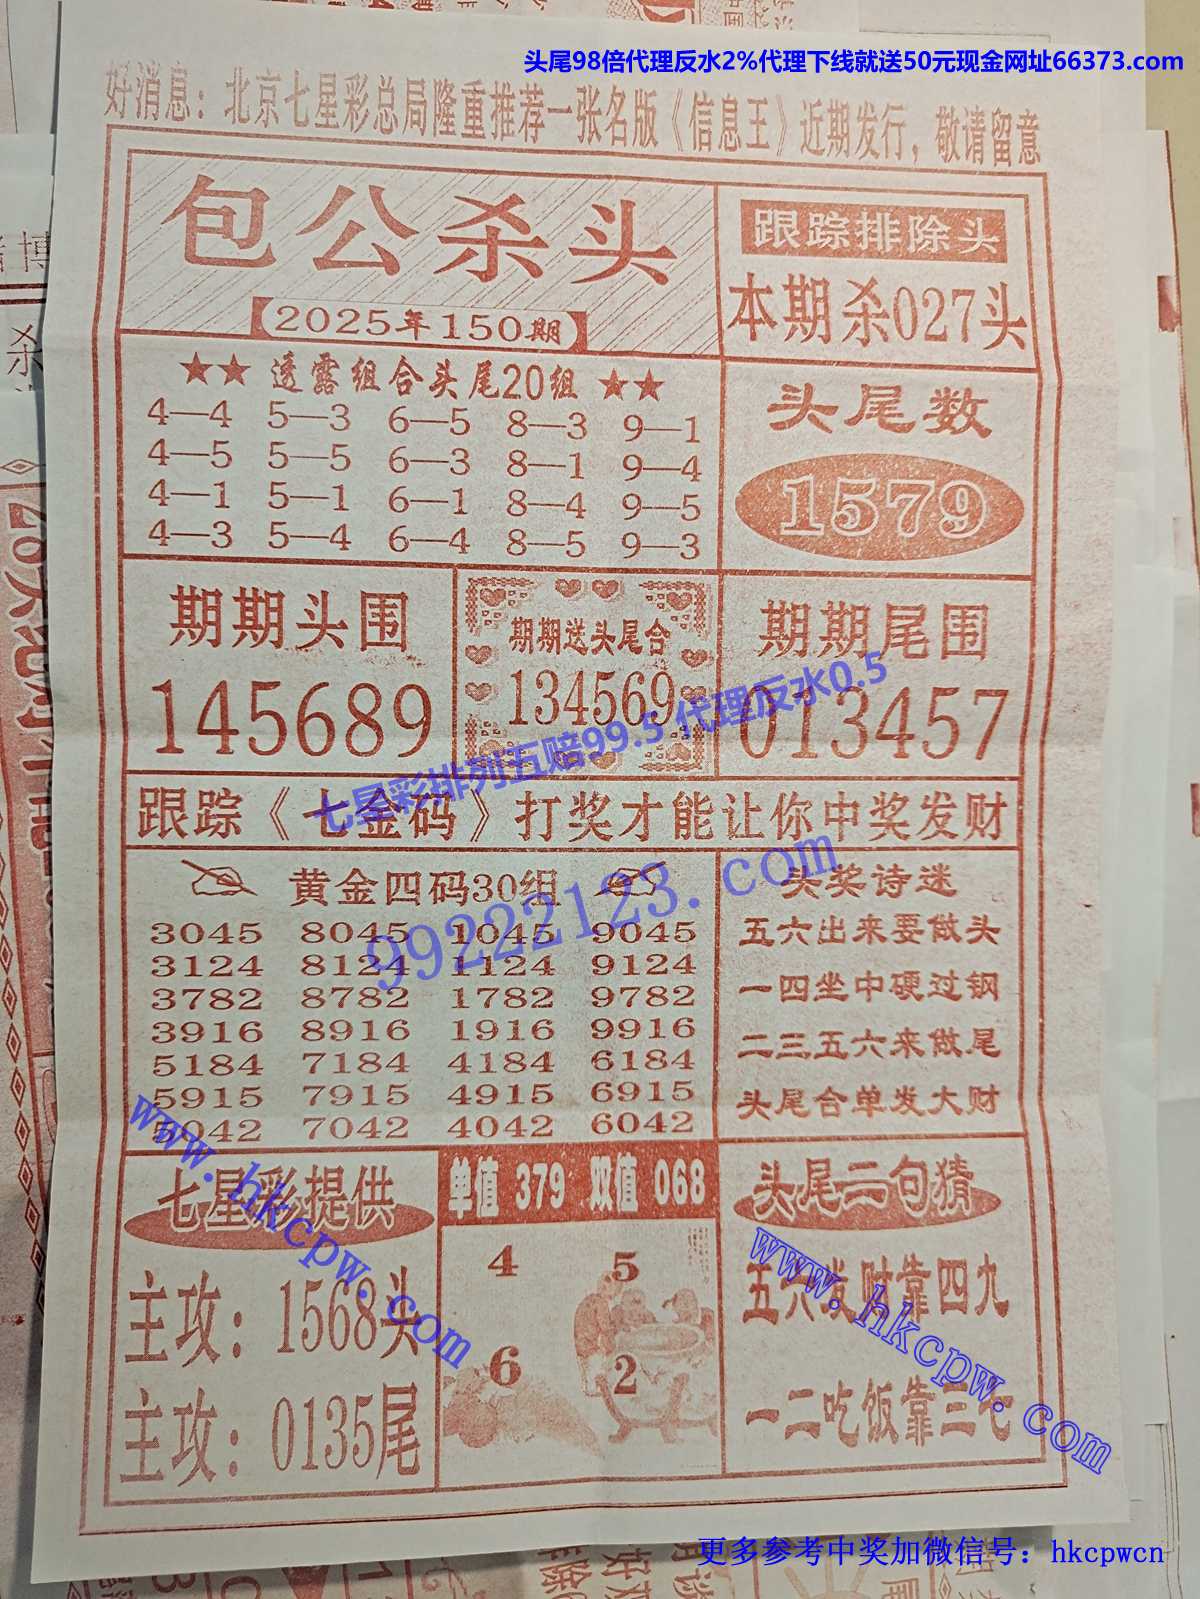 头尾98倍代理反水2%代理下线就送50元现金网址66373.com
好消息：北京七星彩总局隆重推荐一张名版《信息王》近期发行，敬请留意
包公杀头
【2025年150期】
跟踪排除头
本期杀027头
★★ 透露组合头尾20组 ★★
4—4 5—3 6—5 8—3 9—1
4—5 5—5 6—3 8—1 9—4
4—1 5—1 6—1 8—4 9—5
4—3 5—4 6—4 8—5 9—3
头尾数
1579
期期头围
145689
期期送头尾合
134569
期期尾围
013457
七星彩排列五赔99.5 代理反水0.5
跟踪《七金码》打奖才能让你中奖发财
99222123.com
黄金四码30组
3045 8045 1045 9045
3124 8124 1124 9124
3782 8782 1782 9782
3916 8916 1916 9916
5184 7184 4184 6184
5915 7915 4915 6915
5042 7042 4042 6042
头奖诗迷
五六出来要做头
一四坐中硬过钢
二三五六来做尾
头尾合单发大财
www.hkcpw.com
七星彩提供
主攻：1568头
主攻：0135尾
单值 379 双值 068
4 5
6 2
头尾二句猜
五六发财靠四九
一二吃饭靠三七
www.hkcpw.com
更多参考中奖加微信号：hkcpwcn